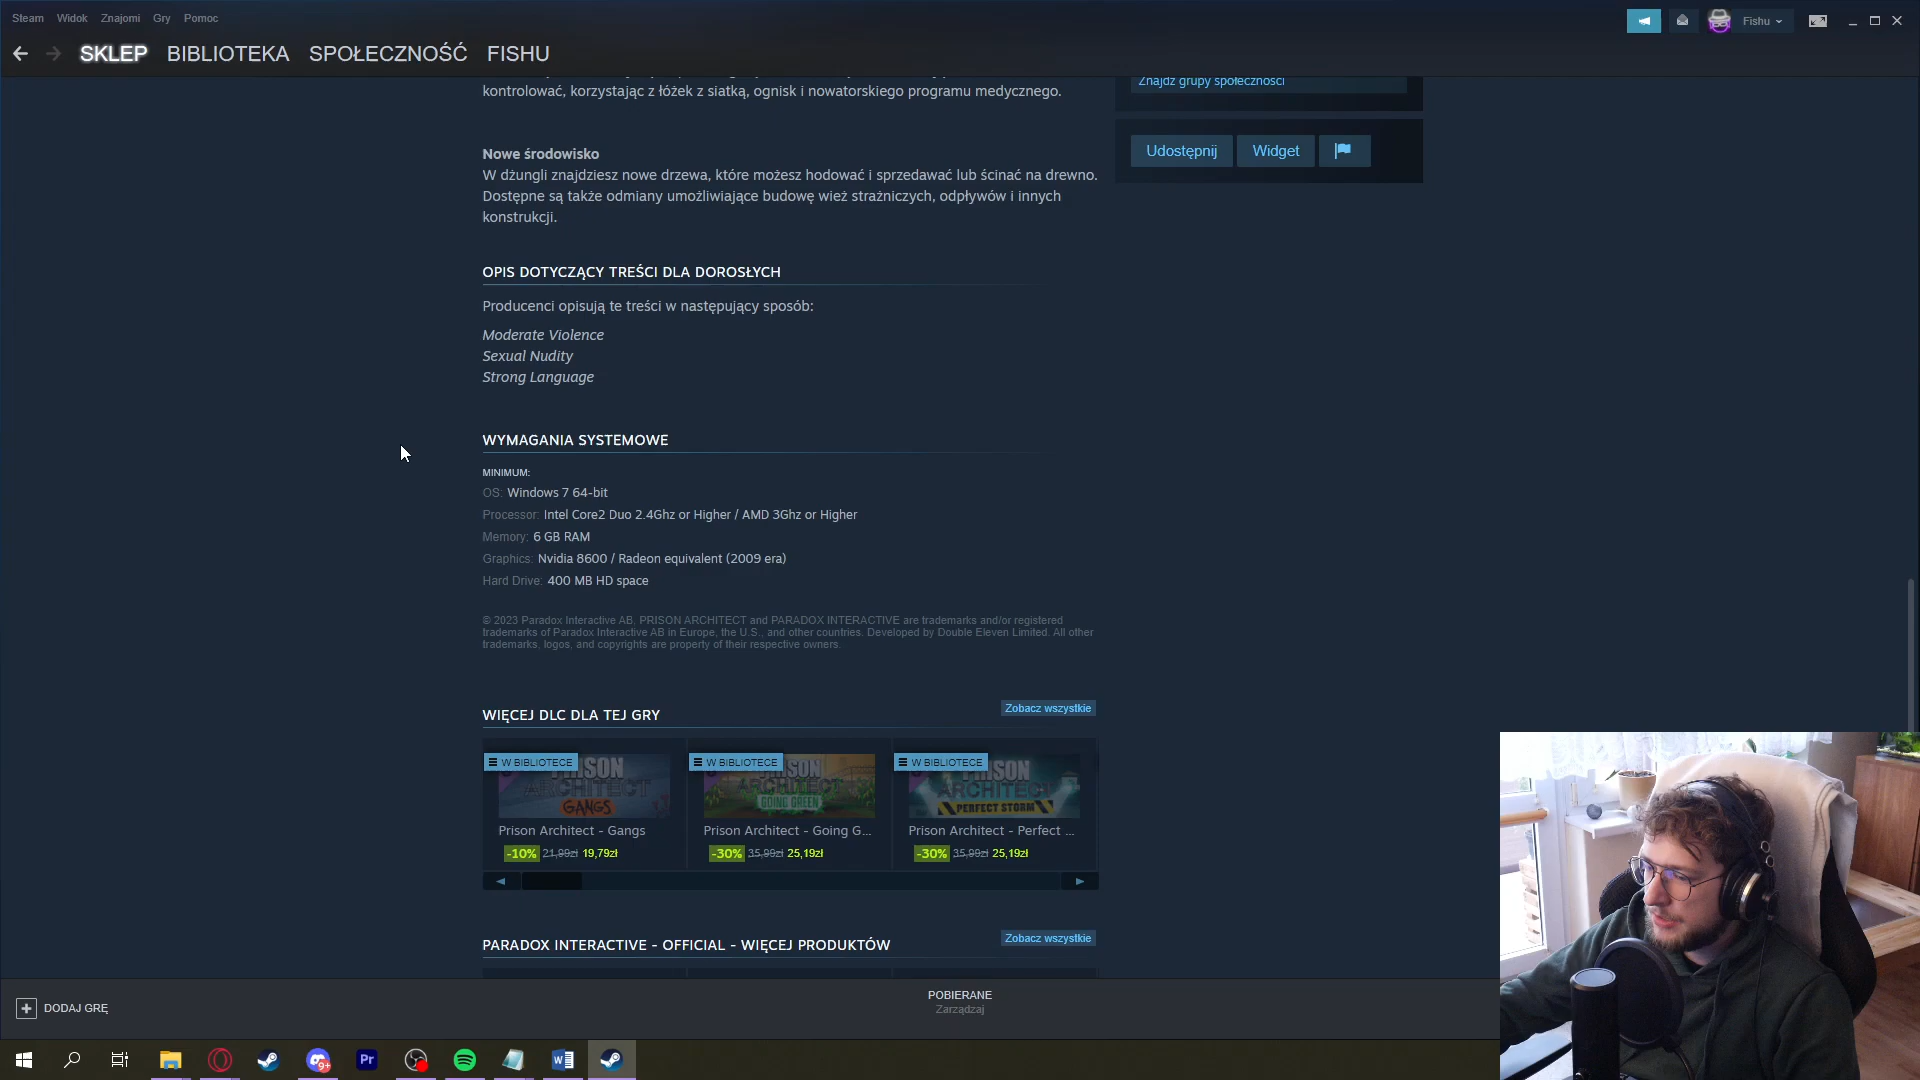 Steam Widok Znajomi Gry Pomoc
Fishu
SKLEP BIBLIOTEKA SPOŁECZNOŚĆ FISHU
Znajdź grupy społeczności
kontrolować, korzystając z łóżek z siatką, ognisk i nowatorskiego programu medycznego.
Udostępnij Widget
Nowe środowisko
W dżungli znajdziesz nowe drzewa, które możesz hodować i sprzedawać lub ścinać na drewno.
Dostępne są także odmiany umożliwiające budowę wież strażniczych, odpływów i innych
konstrukcji.
OPIS DOTYCZĄCY TREŚCI DLA DOROSŁYCH
Producenci opisują te treści w następujący sposób:
Moderate Violence
Sexual Nudity
Strong Language
WYMAGANIA SYSTEMOWE
MINIMUM:
OS: Windows 7 64-bit
Processor: Intel Core2 Duo 2.4Ghz or Higher / AMD 3Ghz or Higher
Memory: 6 GB RAM
Graphics: Nvidia 8600 / Radeon equivalent (2009 era)
Hard Drive: 400 MB HD space
© 2023 Paradox Interactive AB, PRISON ARCHITECT and PARADOX INTERACTIVE are trademarks and/or registered
trademarks of Paradox Interactive AB in Europe, the U.S., and other countries. Developed by Double Eleven Limited. All other
trademarks, logos, and copyrights are property of their respective owners.
WIĘCEJ DLC DLA TEJ GRY
Zobacz wszystkie
W BIBLIOTECE W BIBLIOTECE W BIBLIOTECE
PRISON ARCHITECT GANGS
PRISON ARCHITECT GOING GREEN
PRISON ARCHITECT PERFECT STORM
Prison Architect - Gangs Prison Architect - Going G... Prison Architect - Perfect ...
-10% 21,99zł 19,79zł -30% 35,99zł 25,19zł -30% 35,99zł 25,19zł
PARADOX INTERACTIVE - OFFICIAL - WIĘCEJ PRODUKTÓW
Zobacz wszystkie
DODAJ GRĘ
POBIERANE
Zarządzaj
9+
Pr
W